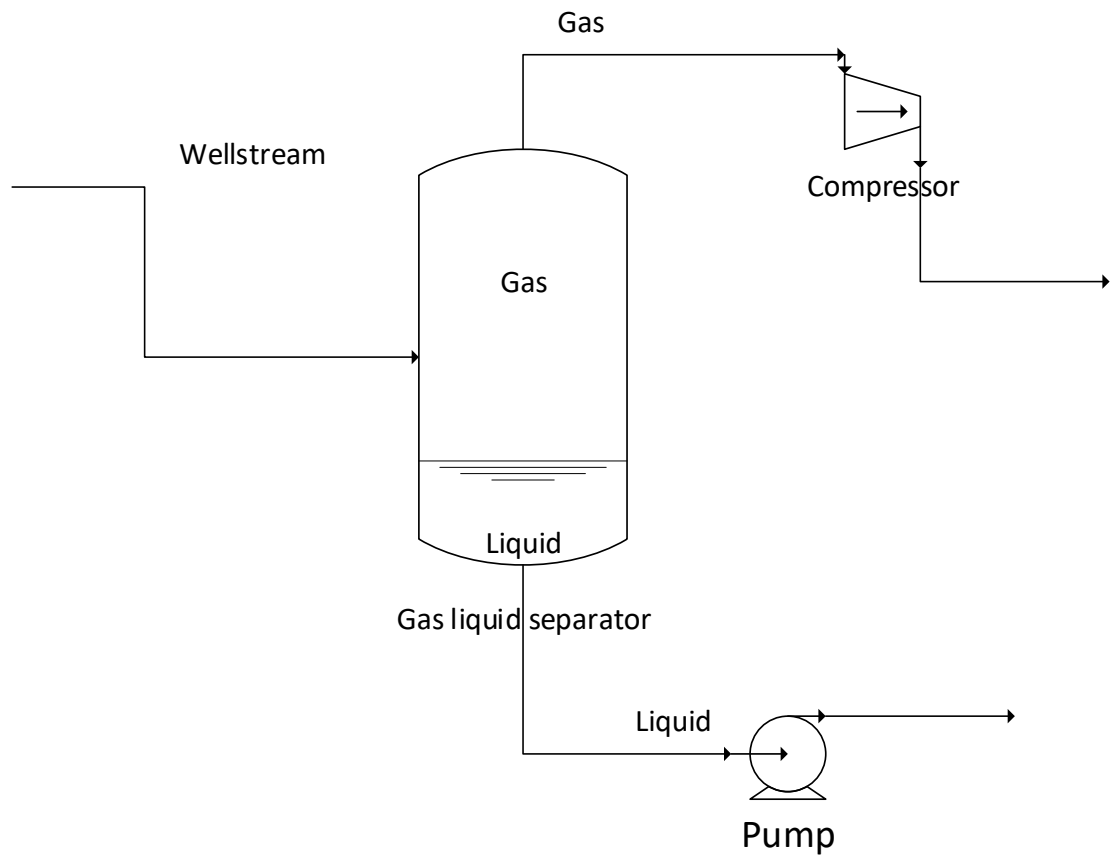 Gas
Wellstream
Compressor
Gas
Liquid
Gas liquid separator
Liquid
Pump